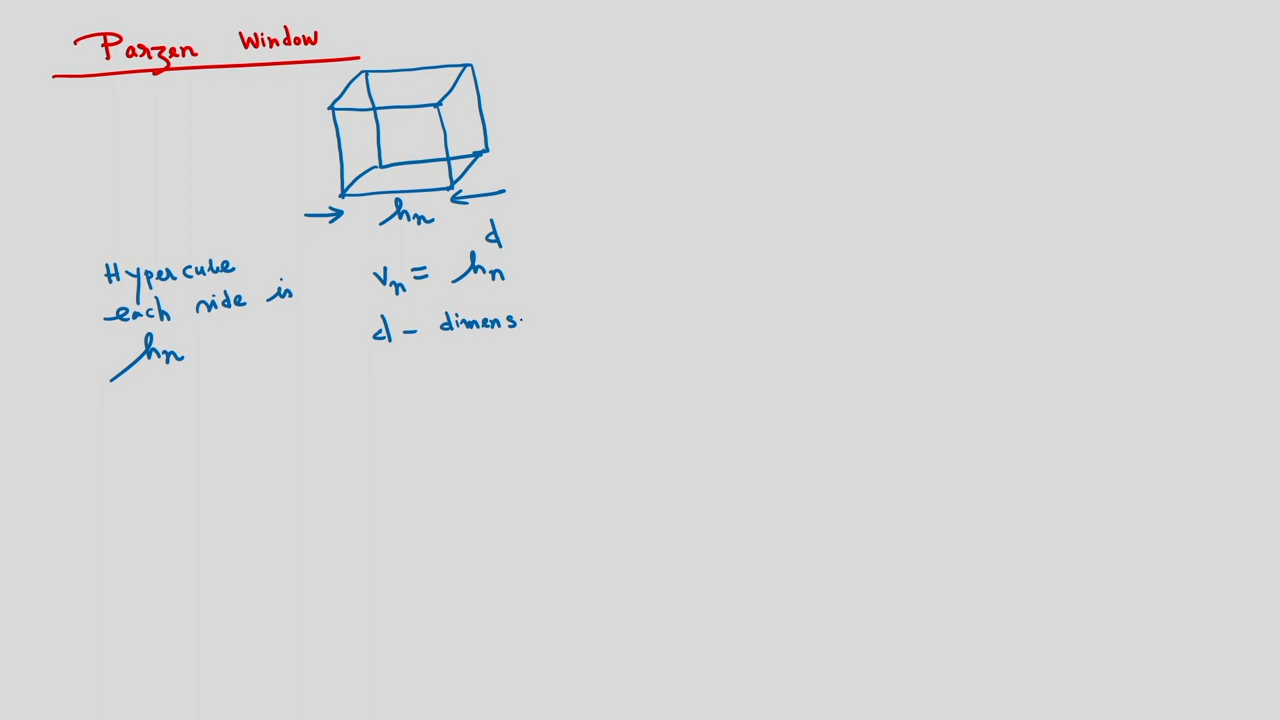 Parzen Window
hn
Vn = hn^d
Hypercube
each side is
hn
d - dimens